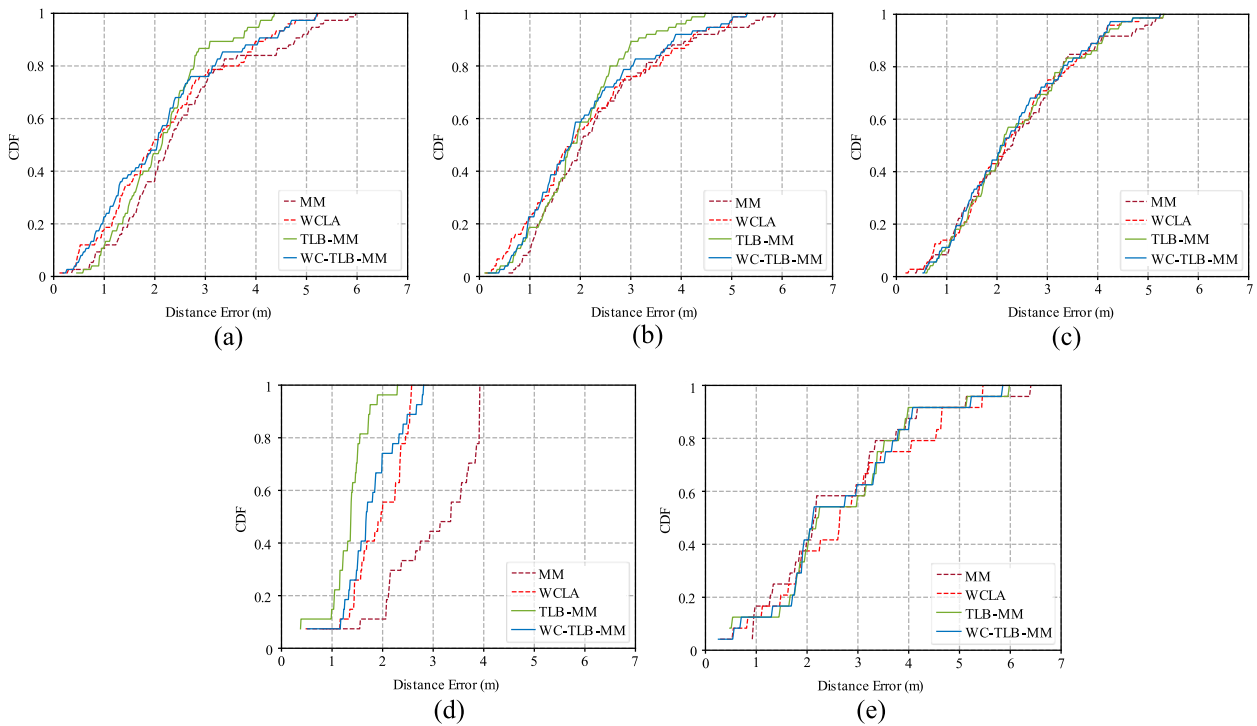 1
0.8
0.6
0.4
0.2
0
CDF
0 1 2 3 4 5 6 7
Distance Error (m)
MM
WCLA
TLB-MM
WC-TLB-MM
(a)
1
0.8
0.6
0.4
0.2
0
CDF
0 1 2 3 4 5 6 7
Distance Error (m)
MM
WCLA
TLB-MM
WC-TLB-MM
(b)
1
0.8
0.6
0.4
0.2
0
CDF
0 1 2 3 4 5 6 7
Distance Error (m)
MM
WCLA
TLB-MM
WC-TLB-MM
(c)
1
0.8
0.6
0.4
0.2
0
CDF
0 1 2 3 4 5 6 7
Distance Error (m)
MM
WCLA
TLB-MM
WC-TLB-MM
(d)
1
0.8
0.6
0.4
0.2
0
CDF
0 1 2 3 4 5 6 7
Distance Error (m)
MM
WCLA
TLB-MM
WC-TLB-MM
(e)